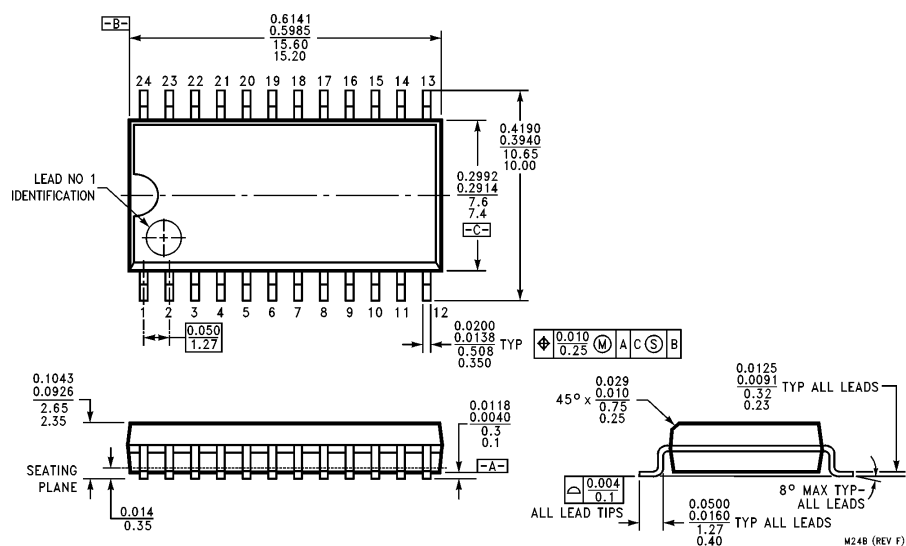 -B-
0.6141
0.5985
15.60
15.20
24 23 22 21 20 19 18 17 16 15 14 13
LEAD NO 1
IDENTIFICATION
0.2992
0.2914
7.6
7.4
-C-
0.4190
0.3940
10.65
10.00
1 2 3 4 5 6 7 8 9 10 11 12
0.050
1.27
0.0200
0.0138
0.508
0.350
TYP
0.010
0.25
M A C S B
0.1043
0.0926
2.65
2.35
SEATING
PLANE
0.014
0.35
0.0118
0.0040
0.3
0.1
-A-
45° x
0.029
0.010
0.75
0.25
0.0125
0.0091
0.32
0.23
TYP ALL LEADS
0.004
0.1
ALL LEAD TIPS
0.0500
0.0160
1.27
0.40
TYP ALL LEADS
8° MAX TYP-
ALL LEADS
M24B (REV F)